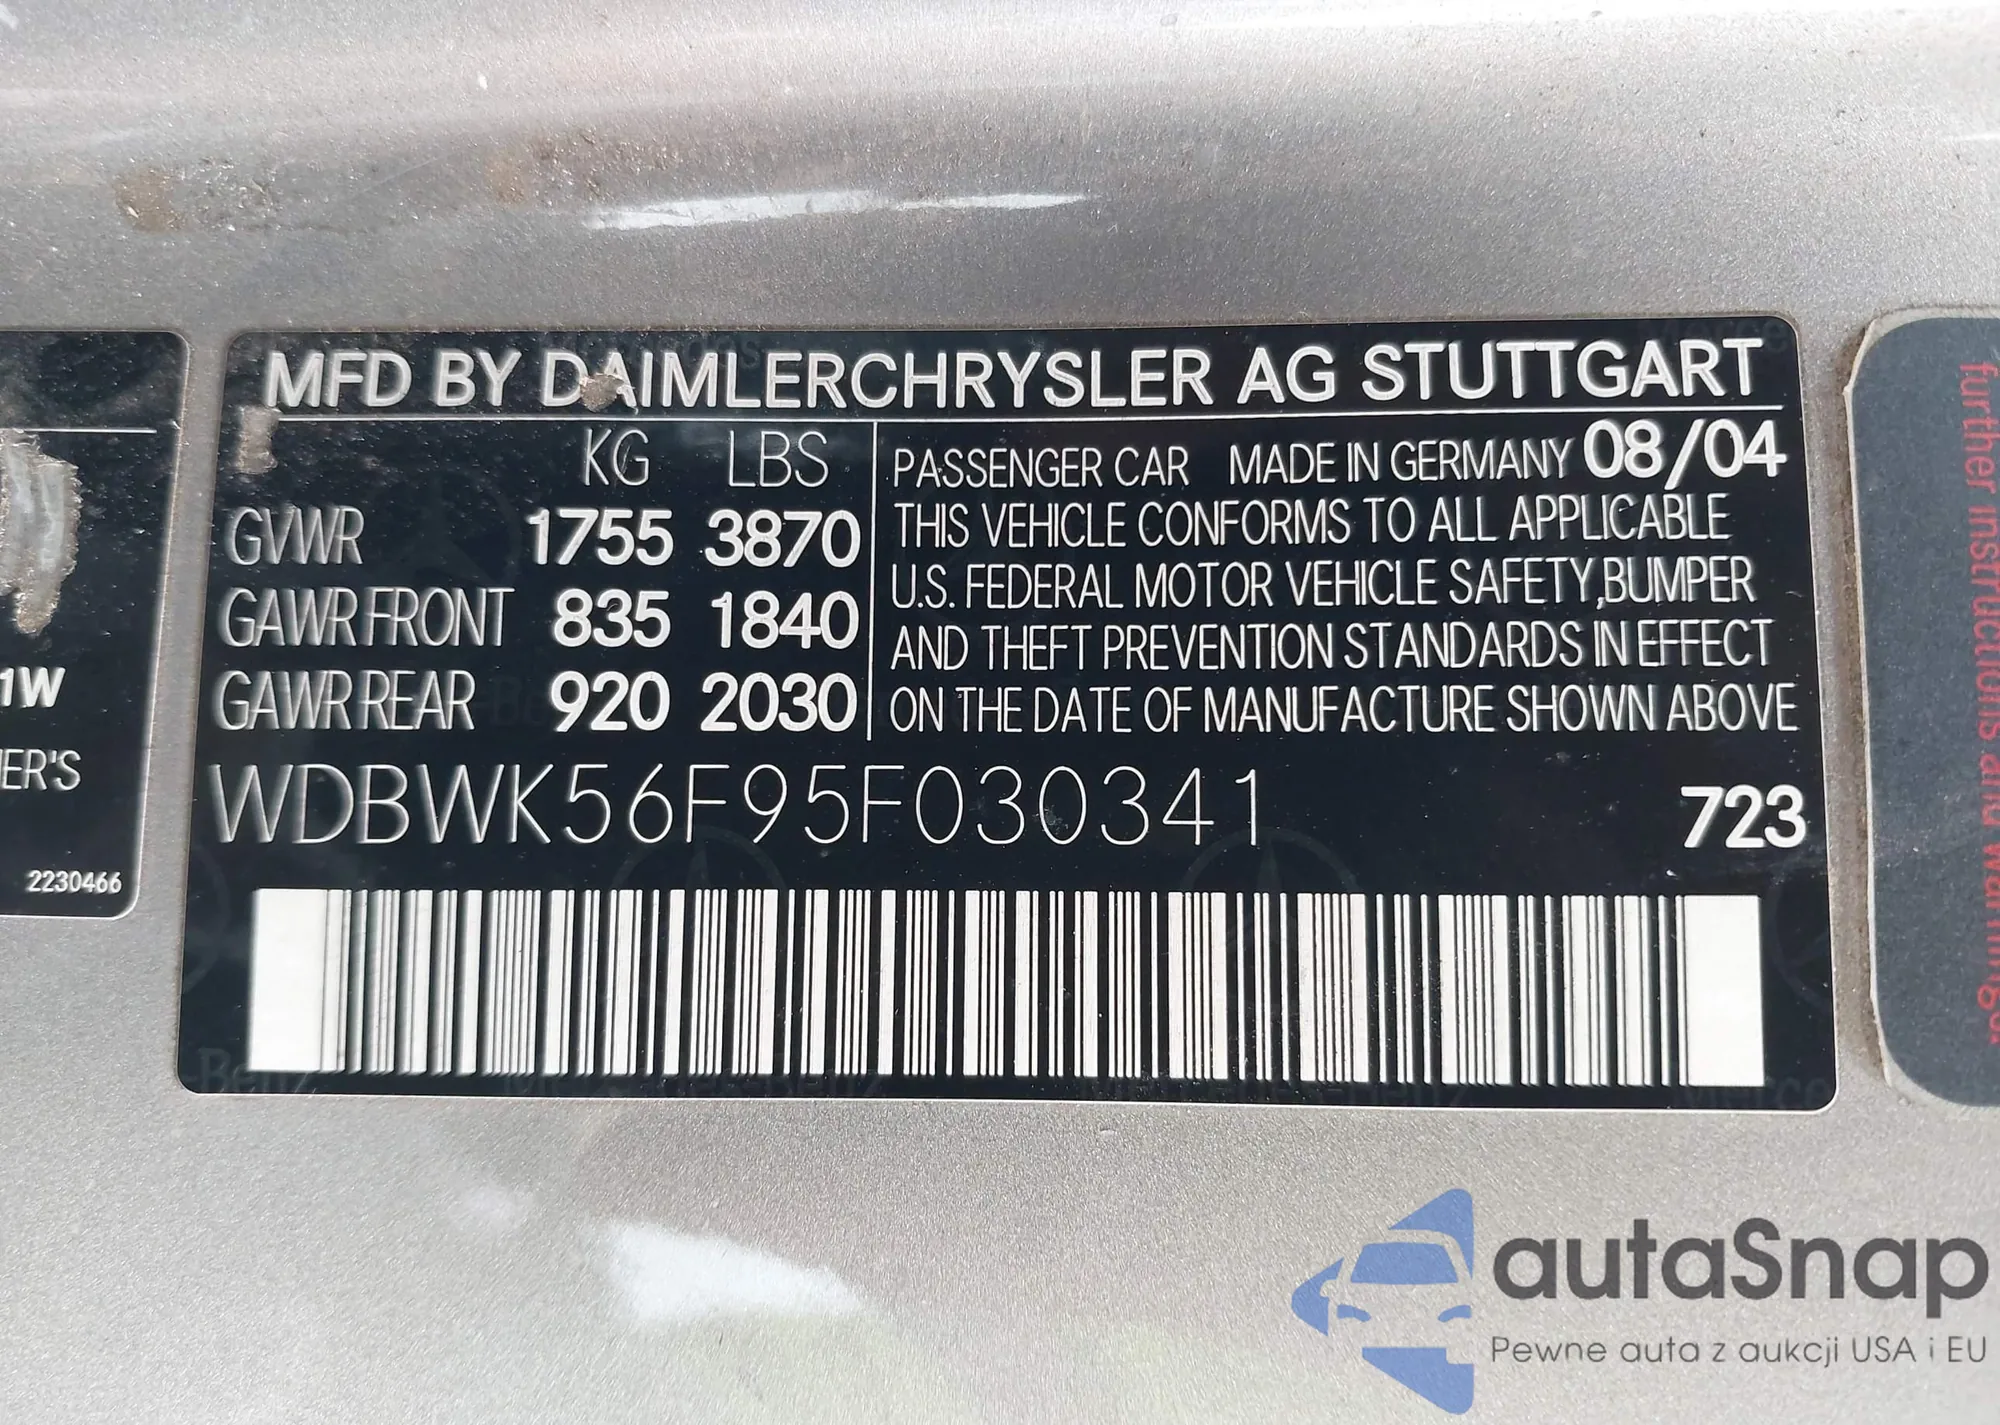 MFD BY DAIMLERCHRYSLER AG STUTTGART
KG LBS
GVWR 1755 3870
GAWR FRONT 835 1840
GAWR REAR 920 2030
PASSENGER CAR MADE IN GERMANY 08/04
THIS VEHICLE CONFORMS TO ALL APPLICABLE
U.S. FEDERAL MOTOR VEHICLE SAFETY,BUMPER
AND THEFT PREVENTION STANDARDS IN EFFECT
ON THE DATE OF MANUFACTURE SHOWN ABOVE
WDBWK56F95F030341 723
1W
ER'S
2230466
further instructions and warnings.
autaSnap
Pewne auta z aukcji USA i EU